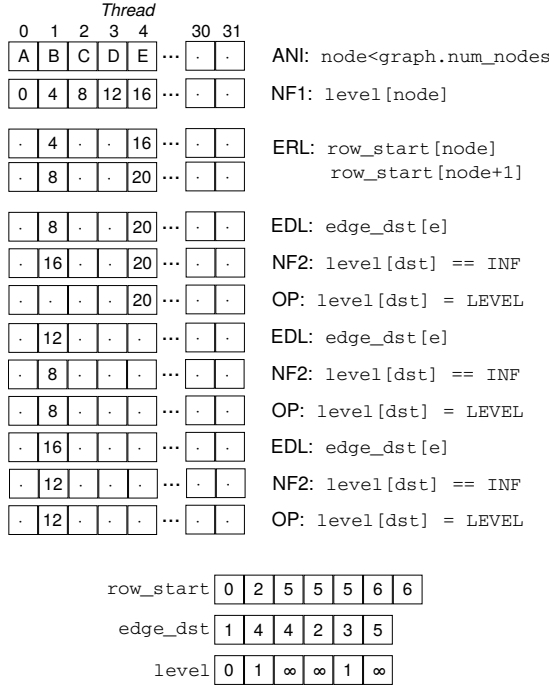 Thread
0 1 2 3 4 30 31
A B C D E ... . . ANI: node<graph.num_nodes
0 4 8 12 16 ... . . NF1: level[node]
. 4 . . 16 ... . . ERL: row_start[node]
. 8 . . 20 ... . . row_start[node+1]
. 8 . . 20 ... . . EDL: edge_dst[e]
. 16 . . 20 ... . . NF2: level[dst] == INF
. . . . 20 ... . . OP: level[dst] = LEVEL
. 12 . . . ... . . EDL: edge_dst[e]
. 8 . . . ... . . NF2: level[dst] == INF
. 8 . . . ... . . OP: level[dst] = LEVEL
. 16 . . . ... . . EDL: edge_dst[e]
. 12 . . . ... . . NF2: level[dst] == INF
. 12 . . . ... . . OP: level[dst] = LEVEL
row_start 0 2 5 5 5 6 6
edge_dst 1 4 4 2 3 5
level 0 1 ∞ ∞ 1 ∞